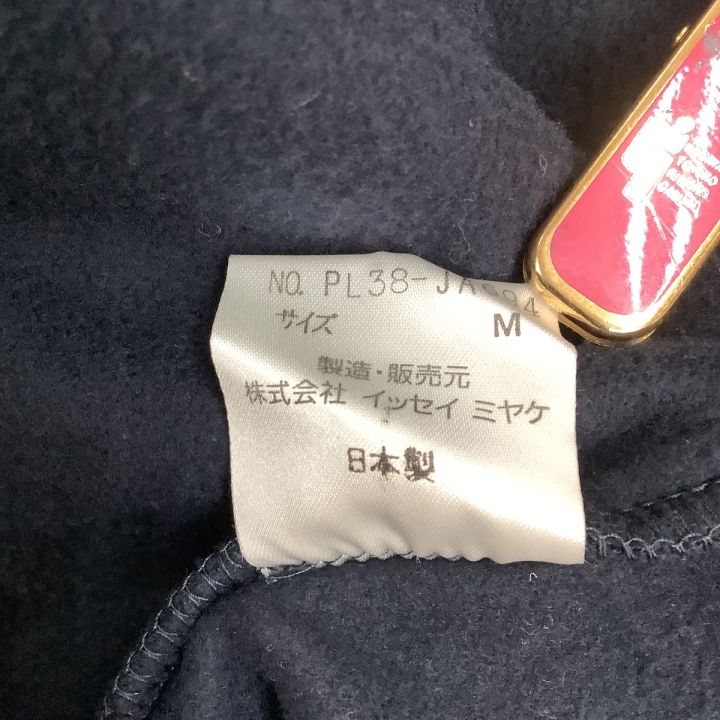 NO. PL38-JAS94
サイズ M
製造・販売元
株式会社 イッセイ ミヤケ
日本製